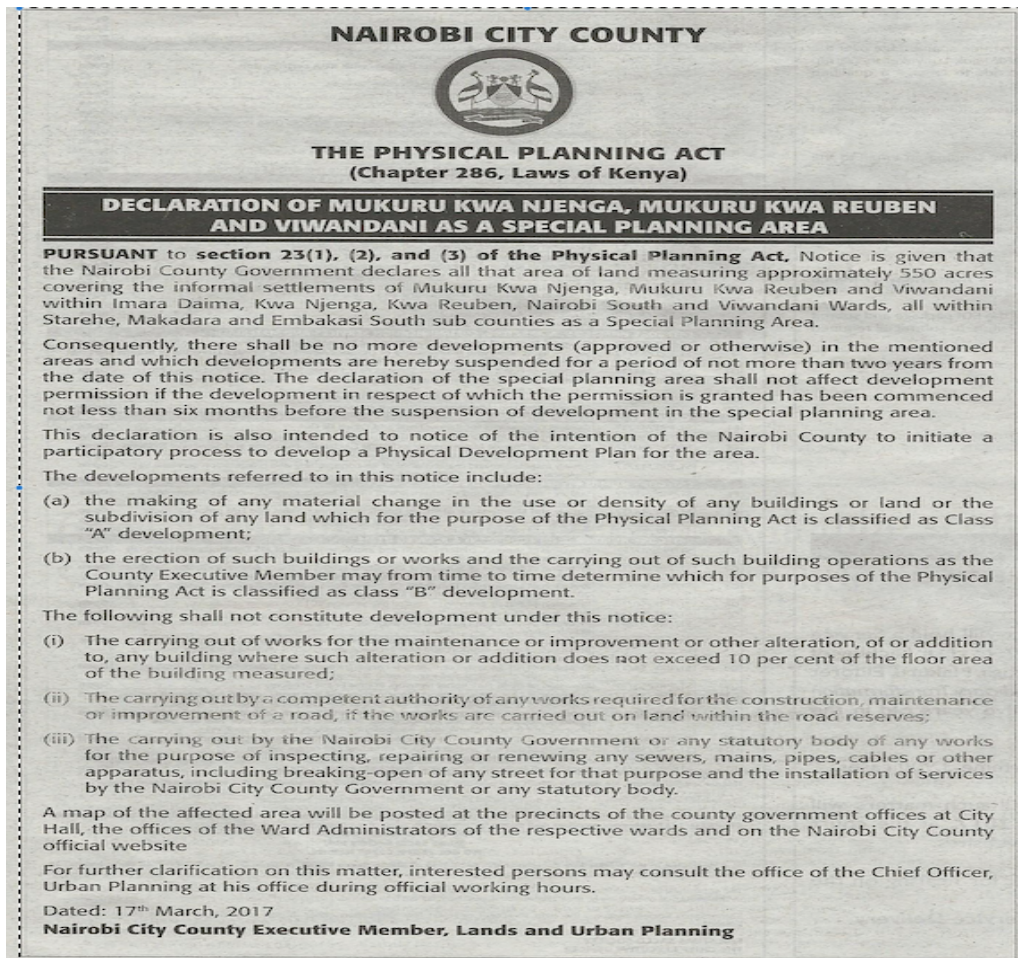 NAIROBI CITY COUNTY
THE PHYSICAL PLANNING ACT
(Chapter 286, Laws of Kenya)
DECLARATION OF MUKURU KWA NJENGA, MUKURU KWA REUBEN
AND VIWANDANI AS A SPECIAL PLANNING AREA
PURSUANT to section 23(1), (2), and (3) of the Physical Planning Act, Notice is given that
the Nairobi County Government declares all that area of land measuring approximately 550 acres
covering the informal settlements of Mukuru Kwa Njenga, Mukuru Kwa Reuben and Viwandani
within Imara Daima, Kwa Njenga, Kwa Reuben, Nairobi South and Viwandani Wards, all within
Starehe, Makadara and Embakasi South sub counties as a Special Planning Area.
Consequently, there shall be no more developments (approved or otherwise) in the mentioned
areas and which developments are hereby suspended for a period of not more than two years from
the date of this notice. The declaration of the special planning area shall not affect development
permission if the development in respect of which the permission is granted has been commenced
not less than six months before the suspension of development in the special planning area.
This declaration is also intended to notice of the intention of the Nairobi County to initiate a
participatory process to develop a Physical Development Plan for the area.
The developments referred to in this notice include:
(a) the making of any material change in the use or density of any buildings or land or the
subdivision of any land which for the purpose of the Physical Planning Act is classified as Class
"A" development;
(b) the erection of such buildings or works and the carrying out of such building operations as the
County Executive Member may from time to time determine which for purposes of the Physical
Planning Act is classified as class "B" development.
The following shall not constitute development under this notice:
(i) The carrying out of works for the maintenance or improvement or other alteration, of or addition
to, any building where such alteration or addition does not exceed 10 per cent of the floor area
of the building measured;
(ii) The carrying out by a competent authority of any works required for the construction, maintenance
or improvement of a road, if the works are carried out on land within the road reserves;
(iii) The carrying out by the Nairobi City County Government or any statutory body of any works
for the purpose of inspecting, repairing or renewing any sewers, mains, pipes, cables or other
apparatus, including breaking-open of any street for that purpose and the installation of services
by the Nairobi City County Government or any statutory body.
A map of the affected area will be posted at the precincts of the county government offices at City
Hall, the offices of the Ward Administrators of the respective wards and on the Nairobi City County
official website
For further clarification on this matter, interested persons may consult the office of the Chief Officer,
Urban Planning at his office during official working hours.
Dated: 17th March, 2017
Nairobi City County Executive Member, Lands and Urban Planning